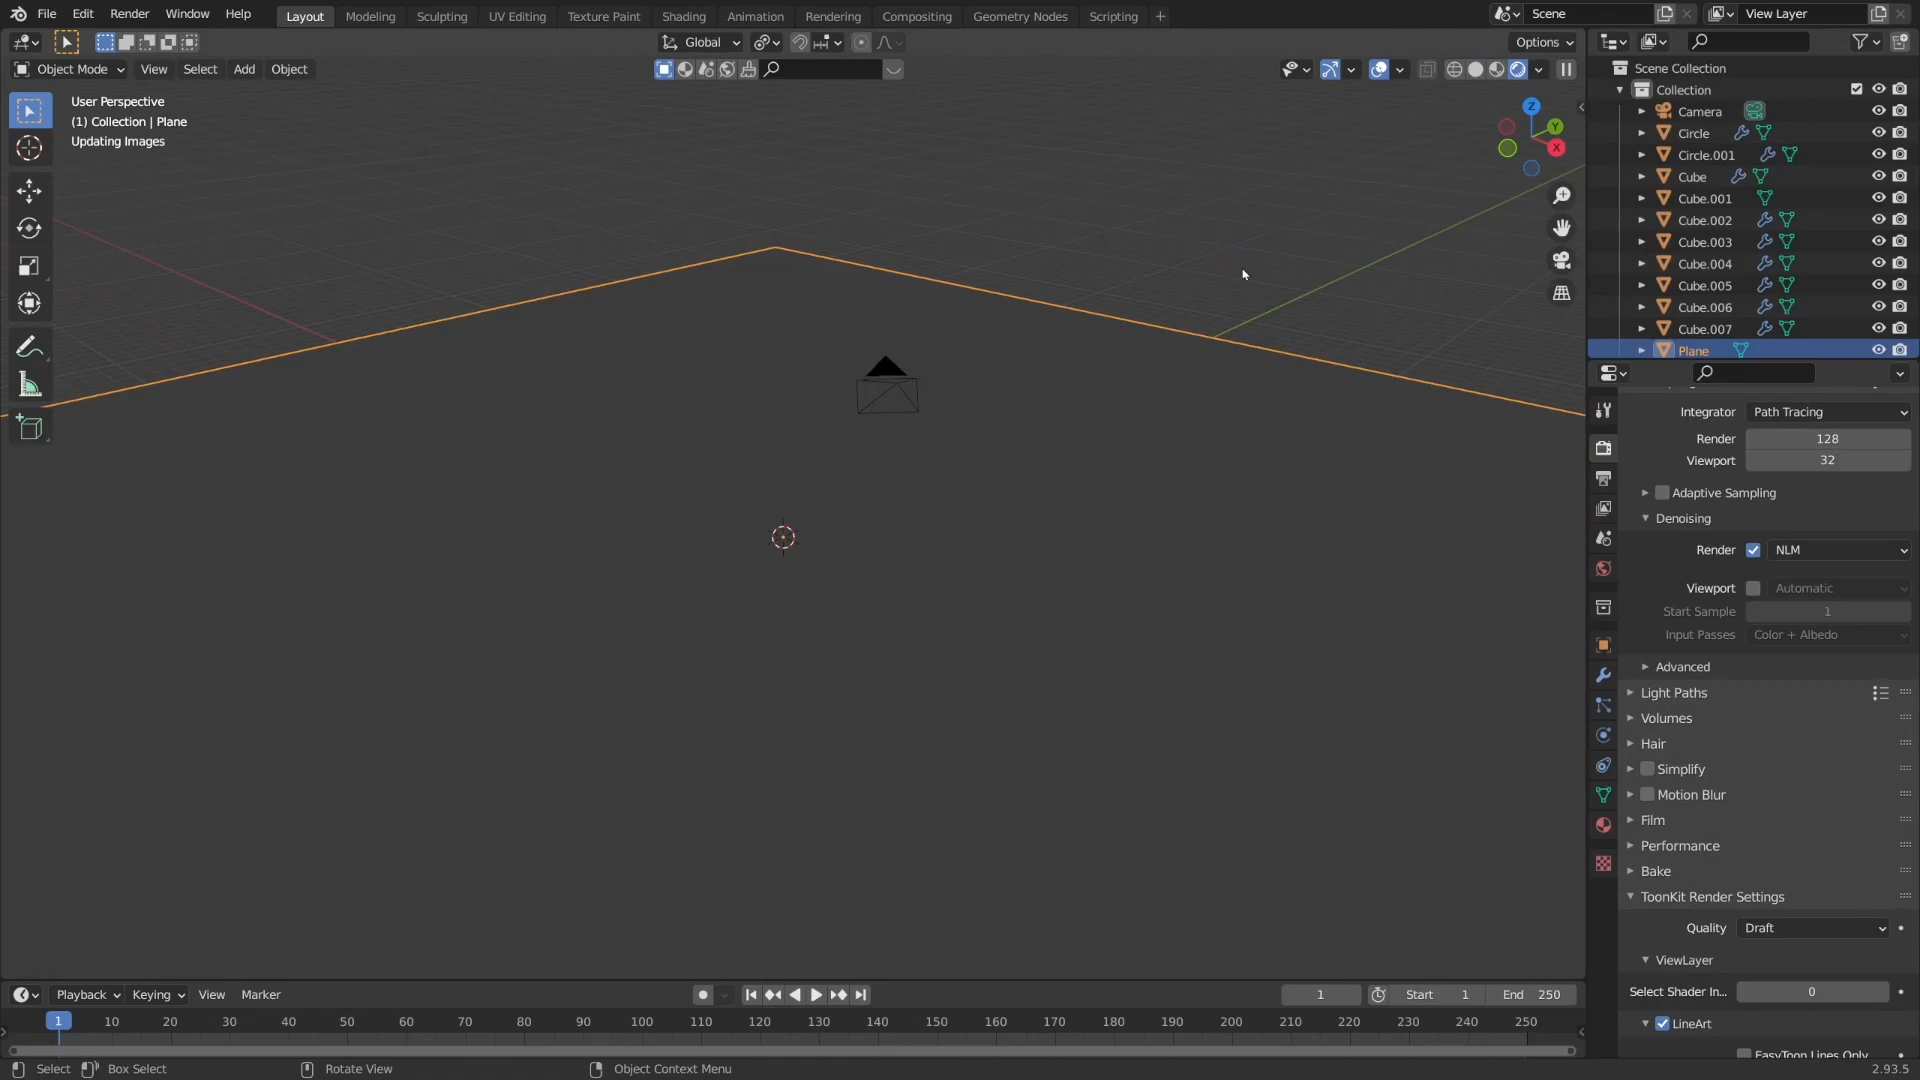 File Edit Render Window Help Layout Modeling Sculpting UV Editing Texture Paint Shading Animation Rendering Compositing Geometry Nodes Scripting + Scene View Layer
Global Options
Object Mode View Select Add Object
Scene Collection
User Perspective
(1) Collection | Plane
Updating Images
Z
Y
X
Collection
Camera
Circle
Circle.001
Cube
Cube.001
Cube.002
Cube.003
Cube.004
Cube.005
Cube.006
Cube.007
Plane
Integrator Path Tracing
Render 128
Viewport 32
Adaptive Sampling
Denoising
Render NLM
Viewport Automatic
Start Sample 1
Input Passes Color + Albedo
Advanced
Light Paths
Volumes
Hair
Simplify
Motion Blur
Film
Performance
Bake
ToonKit Render Settings
Quality Draft
ViewLayer
Select Shader In... 0
LineArt
EasyToon Lines Only
Playback Keying View Marker 1 Start 1 End 250
1 10 20 30 40 50 60 70 80 90 100 110 120 130 140 150 160 170 180 190 200 210 220 230 240 250
Select Box Select Rotate View Object Context Menu 2.93.5